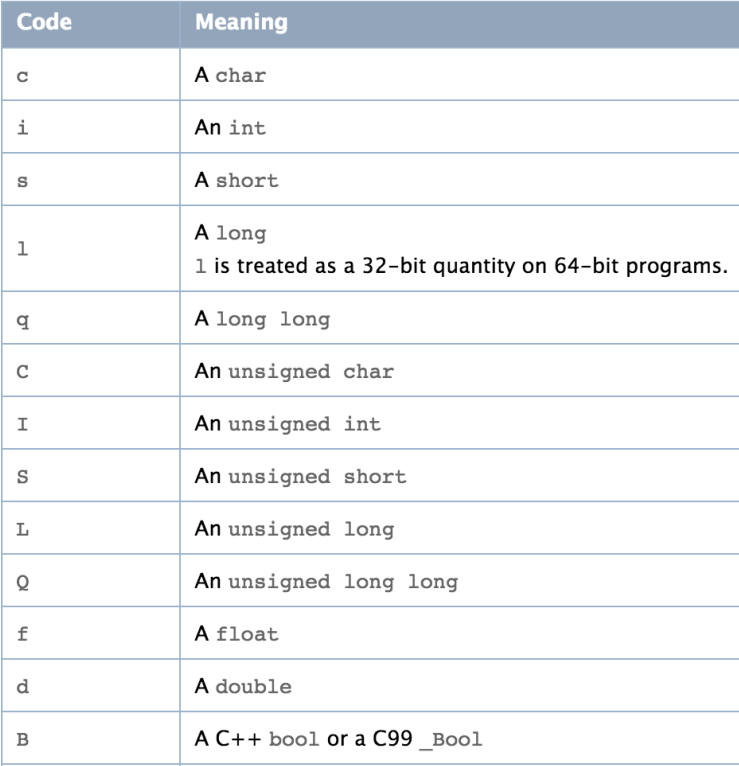 Code Meaning
c A char
i An int
s A short
l A long
l is treated as a 32-bit quantity on 64-bit programs.
q A long long
C An unsigned char
I An unsigned int
S An unsigned short
L An unsigned long
Q An unsigned long long
f A float
d A double
B A C++ bool or a C99 _Bool